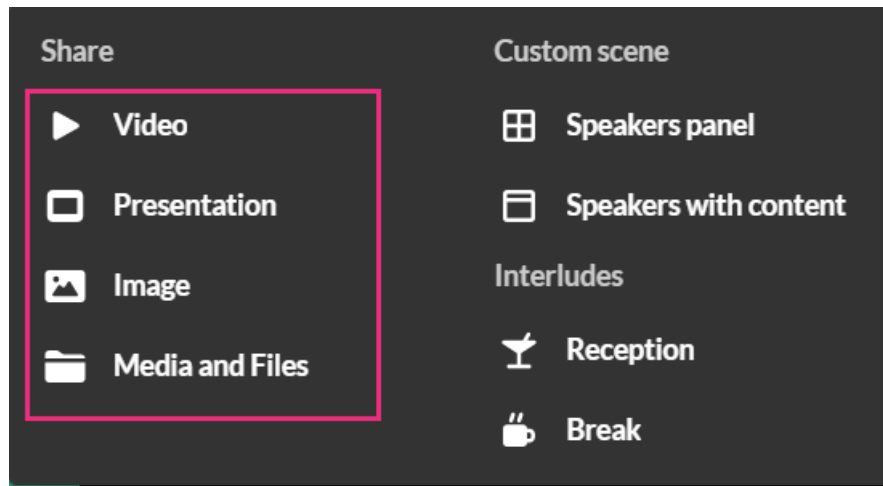 Share
Video
Presentation
Image
Media and Files
Custom scene
Speakers panel
Speakers with content
Interludes
Reception
Break